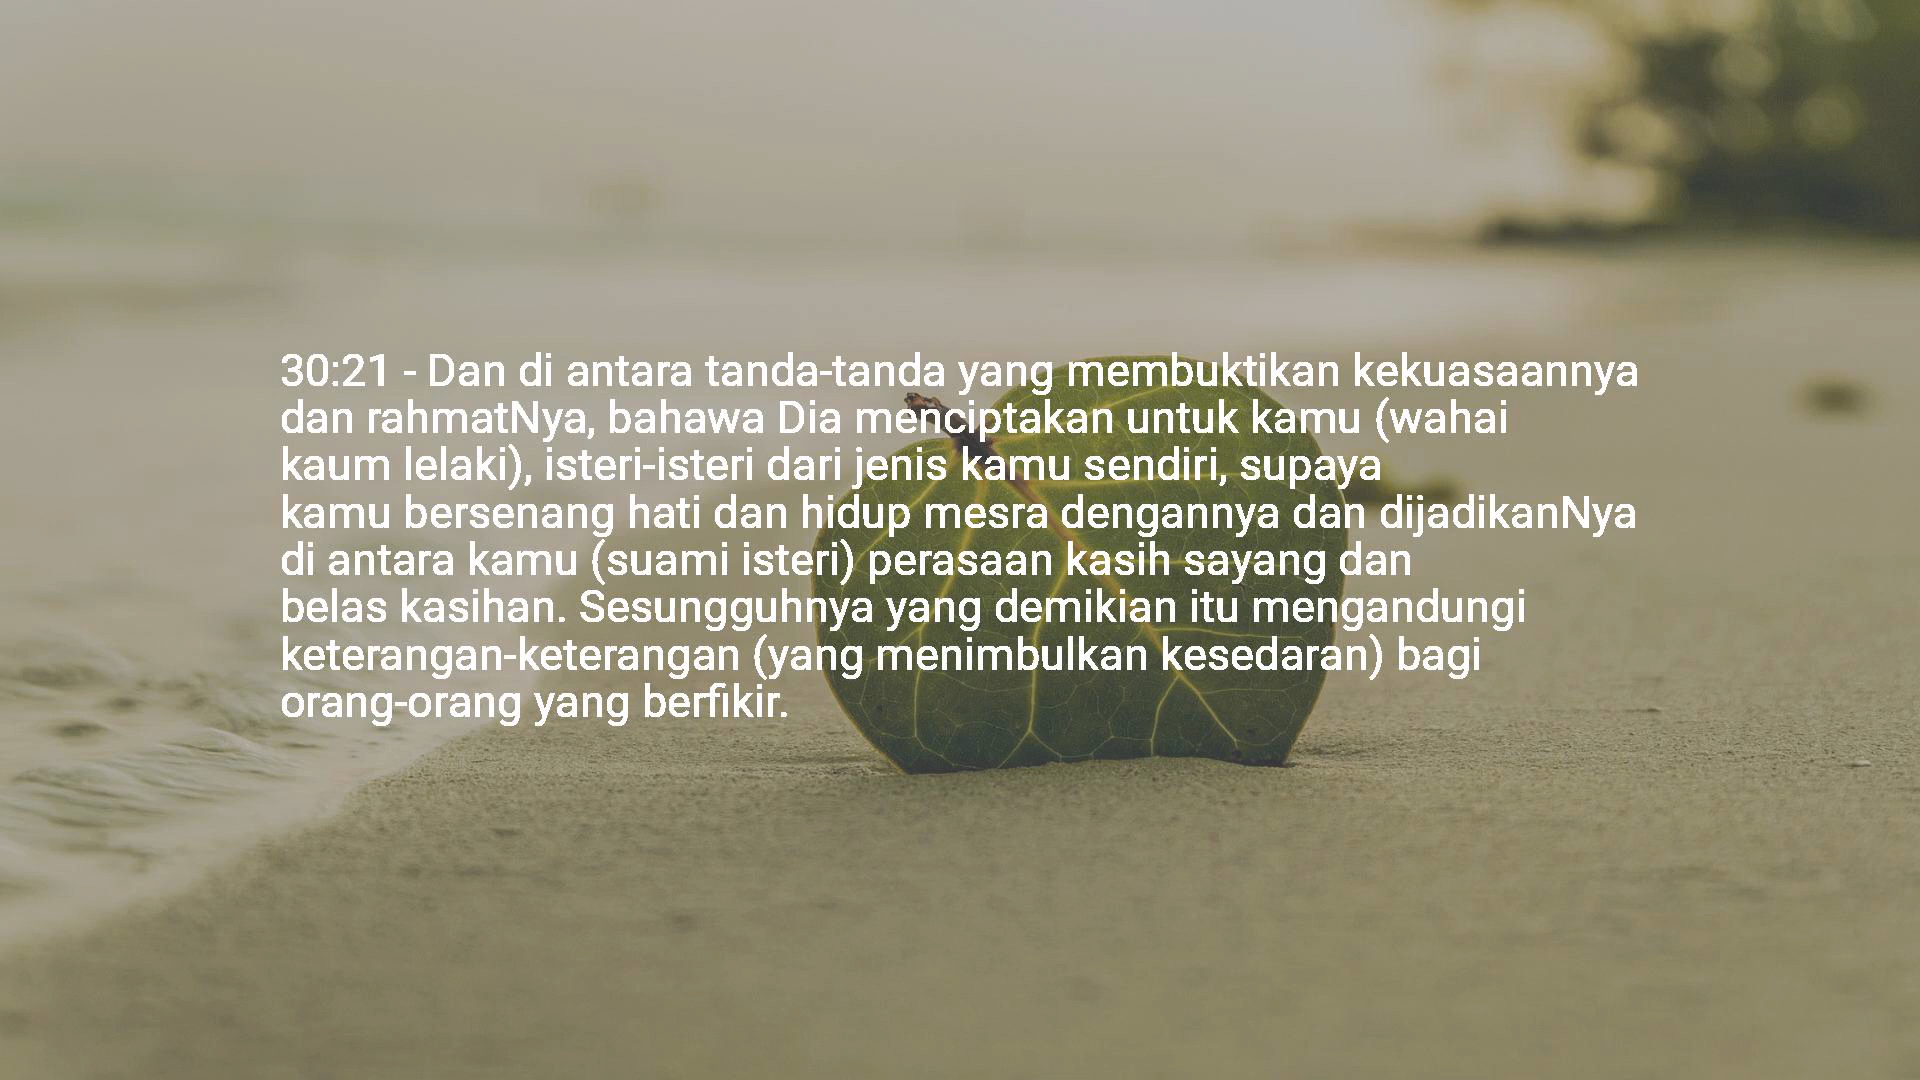 30:21 - Dan di antara tanda-tanda yang membuktikan kekuasaannya
dan rahmatNya, bahawa Dia menciptakan untuk kamu (wahai
kaum lelaki), isteri-isteri dari jenis kamu sendiri, supaya
kamu bersenang hati dan hidup mesra dengannya dan dijadikanNya
di antara kamu (suami isteri) perasaan kasih sayang dan
belas kasihan. Sesungguhnya yang demikian itu mengandungi
keterangan-keterangan (yang menimbulkan kesedaran) bagi
orang-orang yang berfikir.